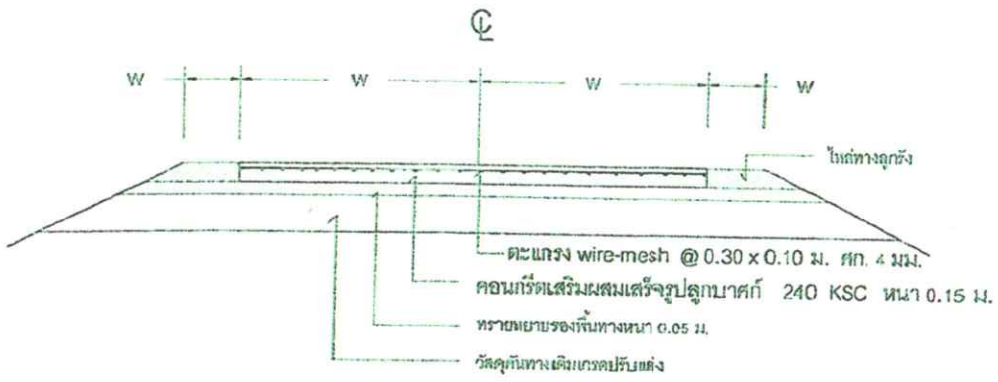 ℄
W W W W
ไหล่ทางลูกรัง
ตะแกรง wire-mesh @ 0.30 x 0.10 ม. ศก. 4 มม.
คอนกรีตเสริมผสมเสร็จรูปลูกบาศก์ 240 KSC หนา 0.15 ม.
ทรายหยาบรองพื้นทางหนา 0.05 ม.
วัสดุคันทางเดิมเกรดปรับแต่ง